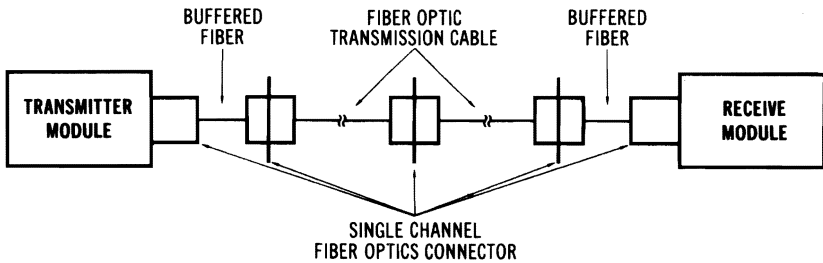 BUFFERED
FIBER
FIBER OPTIC
TRANSMISSION CABLE
BUFFERED
FIBER
TRANSMITTER
MODULE
RECEIVE
MODULE
SINGLE CHANNEL
FIBER OPTICS CONNECTOR